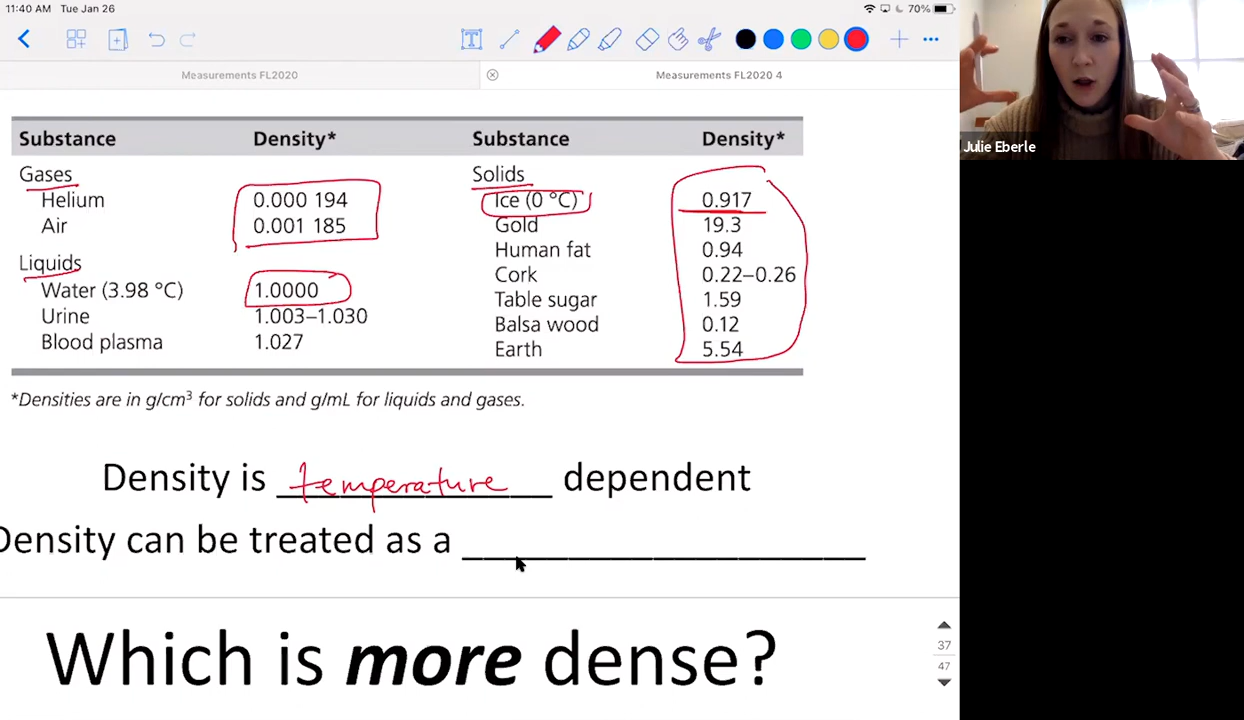 11:40 AM Tue Jan 26
70%
Measurements FL2020
Measurements FL2020 4
Julie Eberle
Substance Density* Substance Density*
Gases Solids
Helium 0.000 194 Ice (0 °C) 0.917
Air 0.001 185 Gold 19.3
Human fat 0.94
Liquids Cork 0.22–0.26
Water (3.98 °C) 1.0000 Table sugar 1.59
Urine 1.003–1.030 Balsa wood 0.12
Blood plasma 1.027 Earth 5.54
*Densities are in g/cm³ for solids and g/mL for liquids and gases.
Density is temperature dependent
Density can be treated as a ____________________
Which is more dense?
37
47